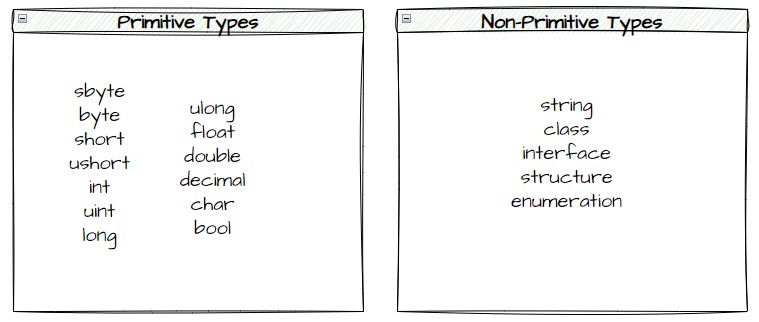 Primitive Types
sbyte
byte
short
ushort
int
uint
long
ulong
float
double
decimal
char
bool
Non-Primitive Types
string
class
interface
structure
enumeration